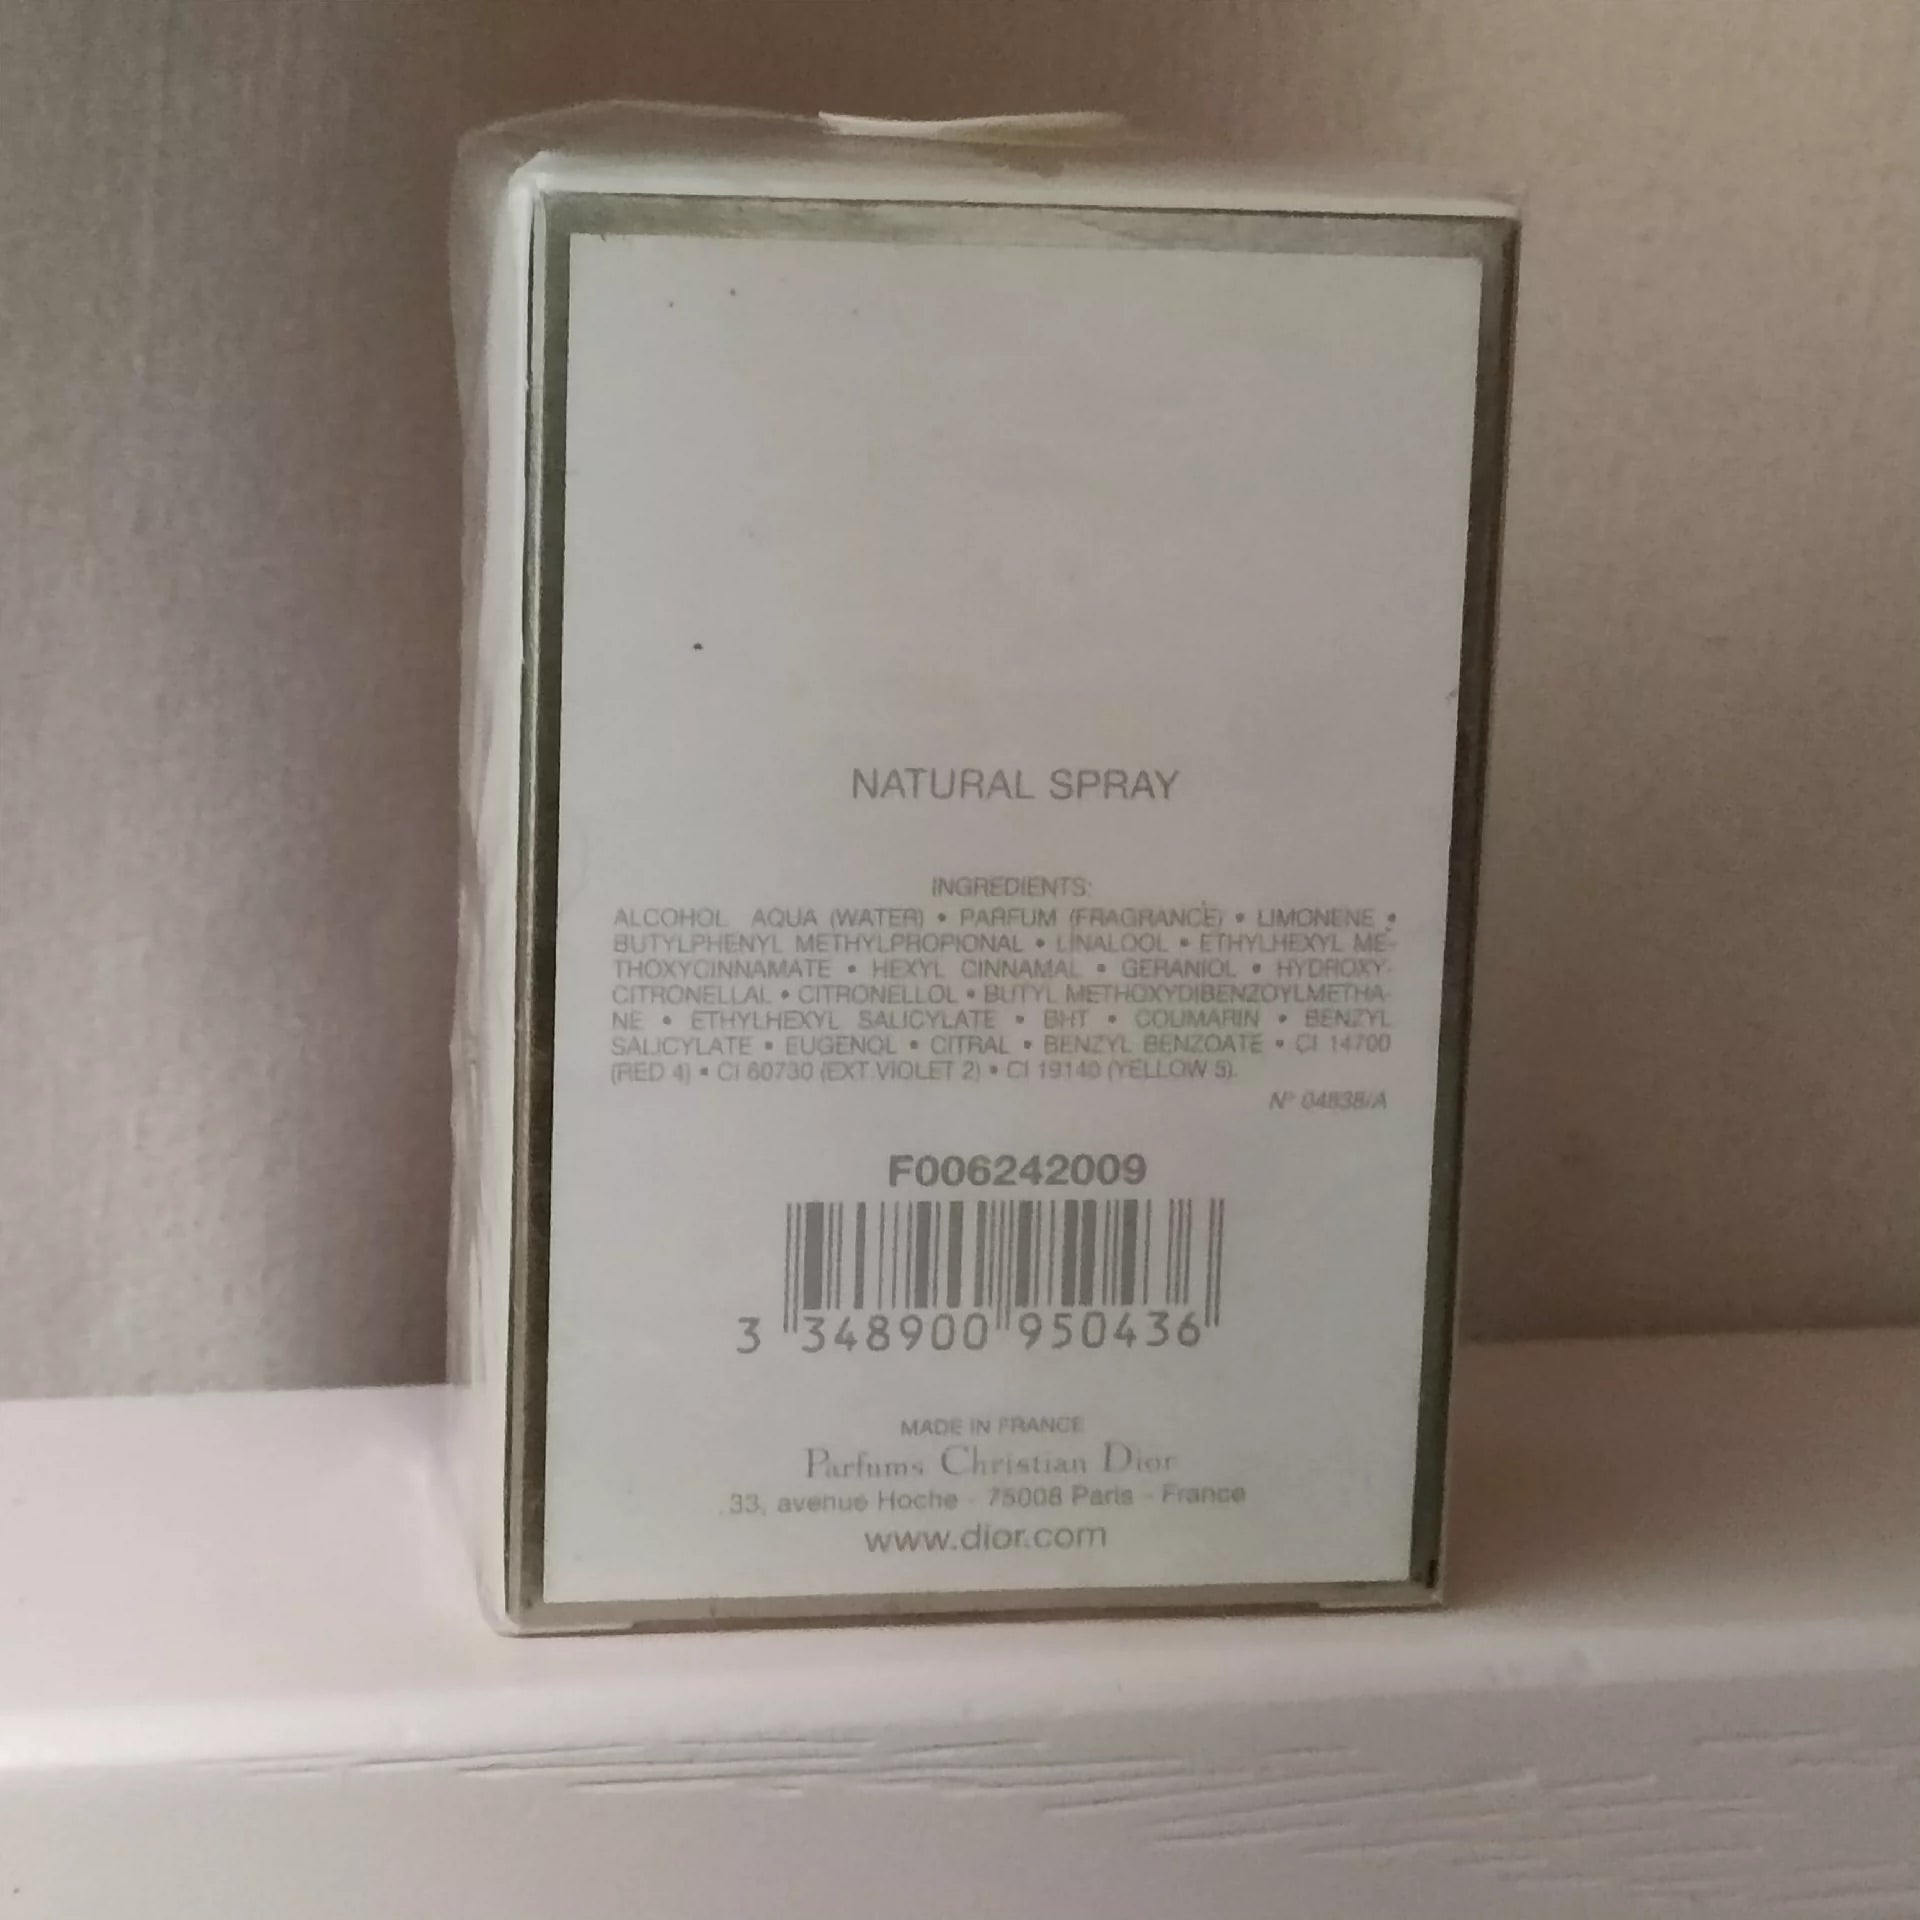 NATURAL SPRAY
INGREDIENTS:
ALCOHOL AQUA (WATER) • PARFUM (FRAGRANCE) • LIMONENE •
BUTYLPHENYL METHYLPROPIONAL • LINALOOL • ETHYLHEXYL ME-
THOXYCINNAMATE • HEXYL CINNAMAL • GERANIOL • HYDROXY-
CITRONELLAL • CITRONELLOL • BUTYL METHOXYDIBENZOYLMETHA-
NE • ETHYLHEXYL SALICYLATE • BHT • COUMARIN • BENZYL
SALICYLATE • EUGENOL • CITRAL • BENZYL BENZOATE • CI 14700
(RED 4) • CI 60730 (EXT. VIOLET 2) • CI 19140 (YELLOW 5).
N° 04838/A
F006242009
3 348900 950436
MADE IN FRANCE
Parfums Christian Dior
33, avenue Hoche - 75008 Paris - France
www.dior.com